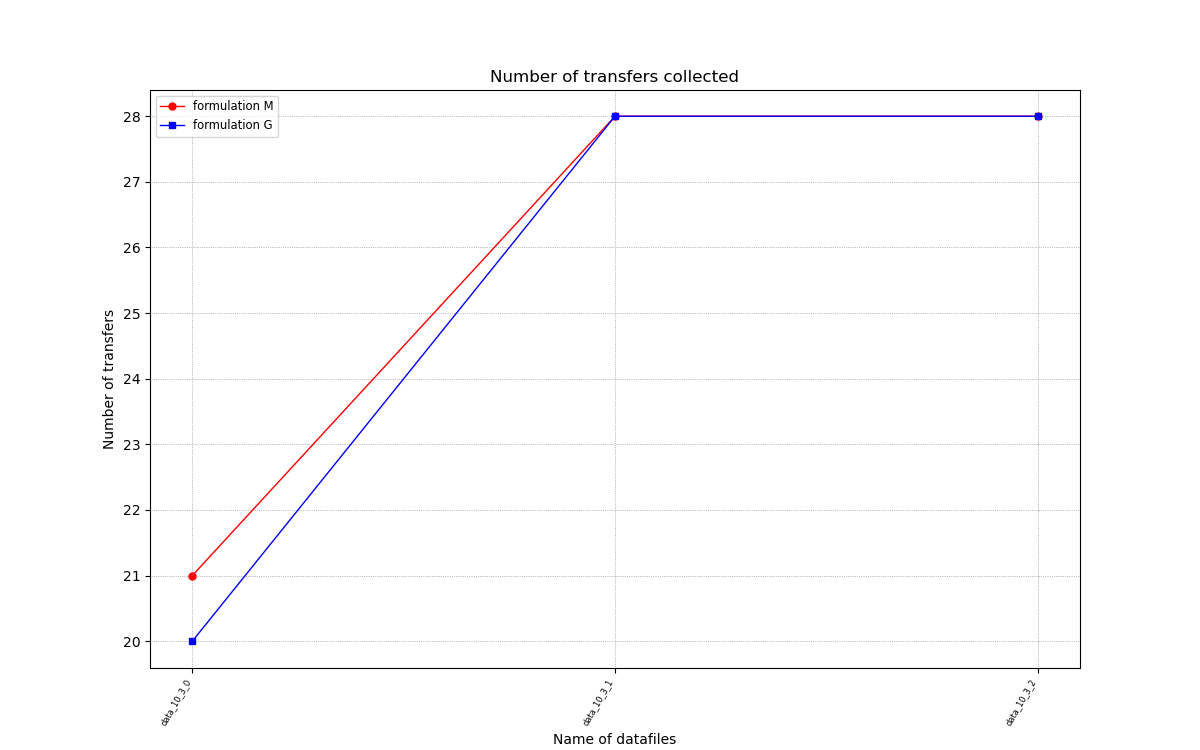 Number of transfers collected
formulation M
formulation G
28
27
26
25
24
23
22
21
20
Number of transfers
data_10_3_0
data_10_3_1
data_10_3_2
Name of datafiles